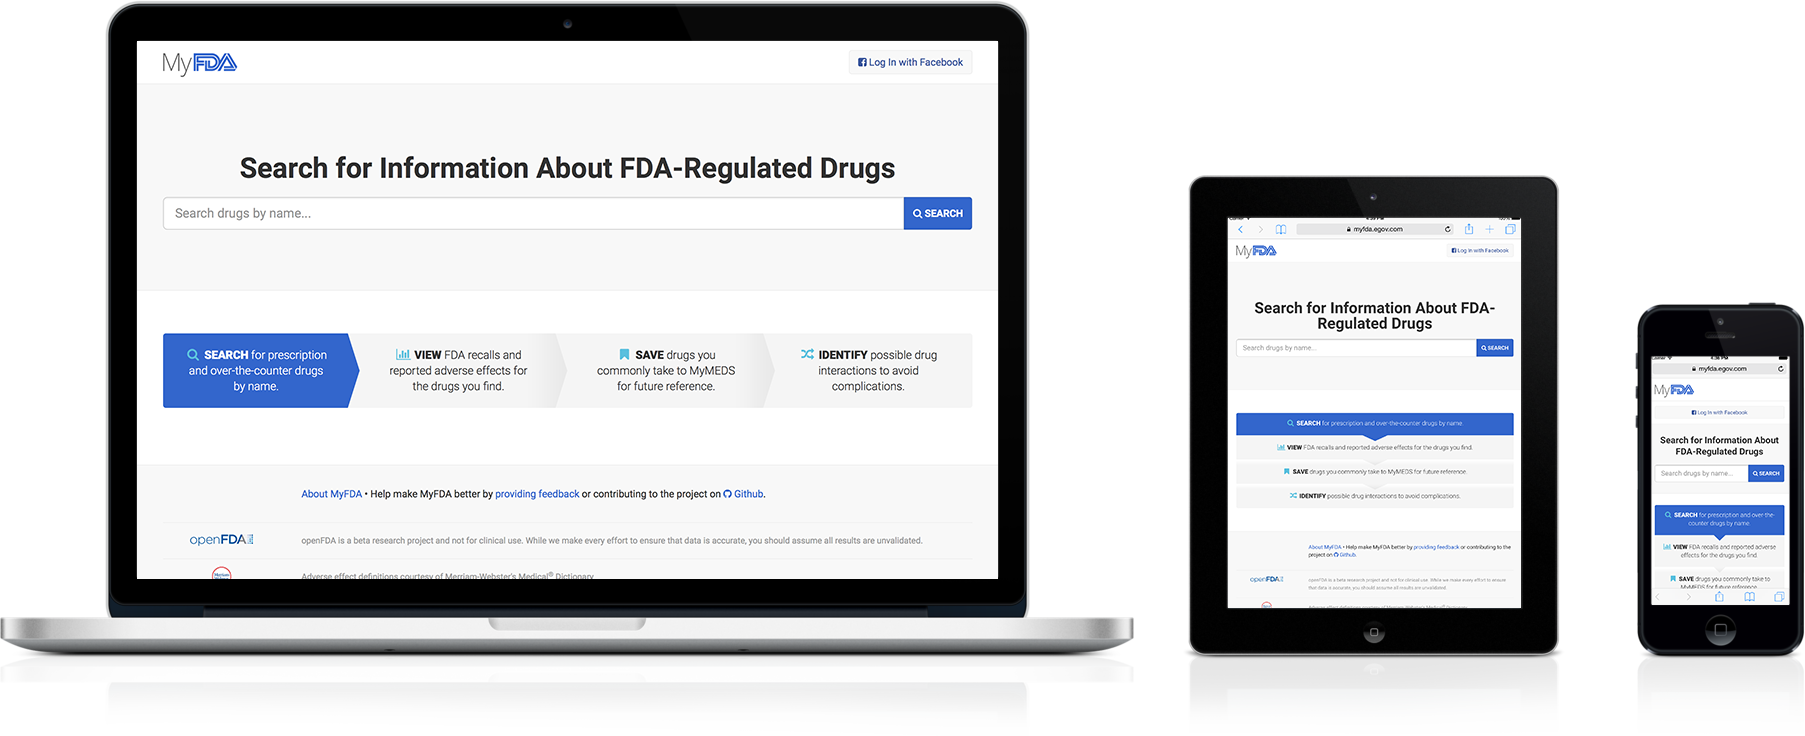 MyFDA
Log In with Facebook
Search for Information About FDA-Regulated Drugs
Search drugs by name...
SEARCH
SEARCH for prescription
and over-the-counter drugs
by name.
VIEW FDA recalls and
reported adverse effects for
the drugs you find.
SAVE drugs you
commonly take to MyMEDS
for future reference.
IDENTIFY possible drug
interactions to avoid
complications.
About MyFDA • Help make MyFDA better by providing feedback or contributing to the project on Github.
openFDA
openFDA is a beta research project and not for clinical use. While we make every effort to ensure that data is accurate, you should assume all results are unvalidated.
Adverse effect definitions courtesy of Merriam-Webster's Medical® Dictionary
myfda.egov.com
MyFDA
Log In with Facebook
Search for Information About FDA-
Regulated Drugs
Search drugs by name...
SEARCH
SEARCH for prescription and over-the-counter drugs by name.
VIEW FDA recalls and reported adverse effects for the drugs you find.
SAVE drugs you commonly take to MyMEDS for future reference.
IDENTIFY possible drug interactions to avoid complications.
About MyFDA • Help make MyFDA better by providing feedback or contributing to the
project on Github.
openFDA
openFDA is a beta research project and not for clinical use. While we make every effort to ensure
that data is accurate, you should assume all results are unvalidated.
myfda.egov.com
MyFDA
Log In with Facebook
Search for Information About
FDA-Regulated Drugs
Search drugs by name...
SEARCH
SEARCH for prescription and over-the-
counter drugs by name.
VIEW FDA recalls and reported adverse
effects for the drugs you find.
SAVE drugs you commonly take to
MyMEDS for future reference.